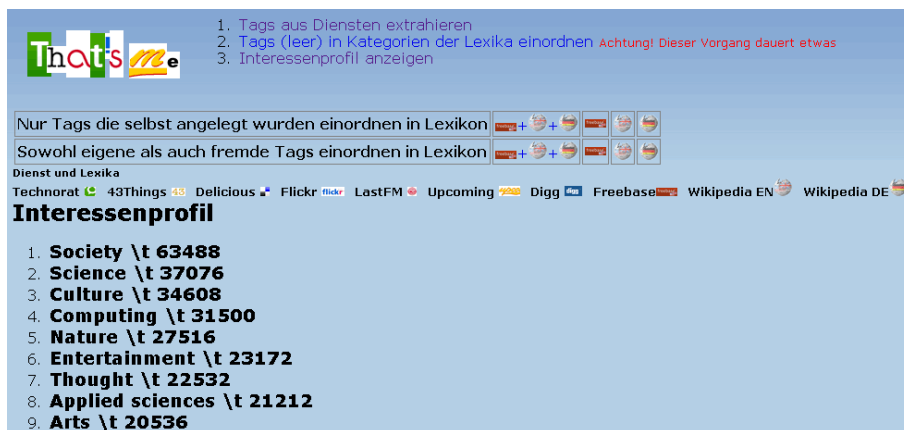 That's me
1. Tags aus Diensten extrahieren
2. Tags (leer) in Kategorien der Lexika einordnen Achtung! Dieser Vorgang dauert etwas
3. Interessenprofil anzeigen
Nur Tags die selbst angelegt wurden einordnen in Lexikon + +
Sowohl eigene als auch fremde Tags einordnen in Lexikon + +
Dienst und Lexika
Technorat 43Things 43 Delicious Flickr flickr LastFM Upcoming Digg digg Freebase Wikipedia EN Wikipedia DE
Interessenprofil
1. Society \t 63488
2. Science \t 37076
3. Culture \t 34608
4. Computing \t 31500
5. Nature \t 27516
6. Entertainment \t 23172
7. Thought \t 22532
8. Applied sciences \t 21212
9. Arts \t 20536